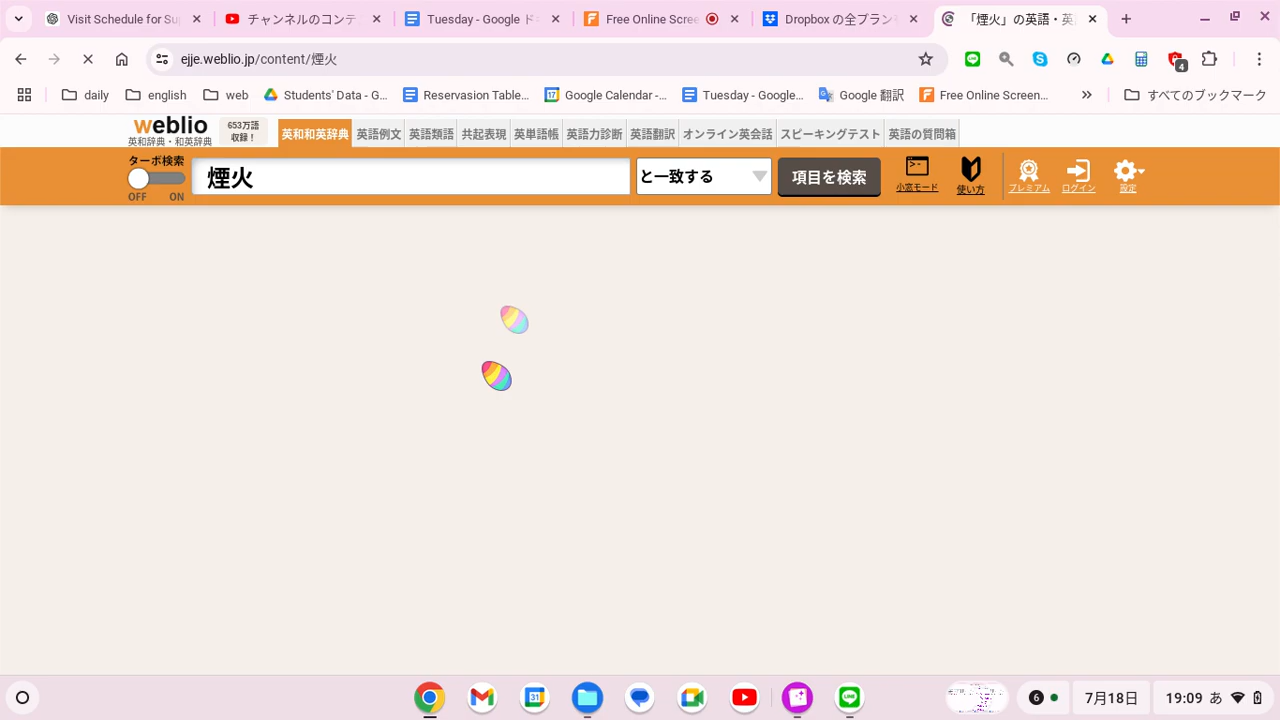 Visit Schedule for Su
チャンネルのコンテ
Tuesday - Google ド
Free Online Scree
Dropbox の全プラン
「煙火」の英語・英
ejje.weblio.jp/content/煙火
4
daily
english
web
Students' Data - G...
Reservasion Table...
Google Calendar -...
Tuesday - Google...
Google 翻訳
Free Online Screen...
すべてのブックマーク
weblio
英和辞典・和英辞典
653万語
収録！
英和和英辞典
英語例文
英語類語
共起表現
英単語帳
英語力診断
英語翻訳
オンライン英会話
スピーキングテスト
英語の質問箱
ターボ検索
OFF
ON
煙火
と一致する
項目を検索
小窓モード
使い方
プレミアム
ログイン
設定
31
6
7月18日
19:09
あ